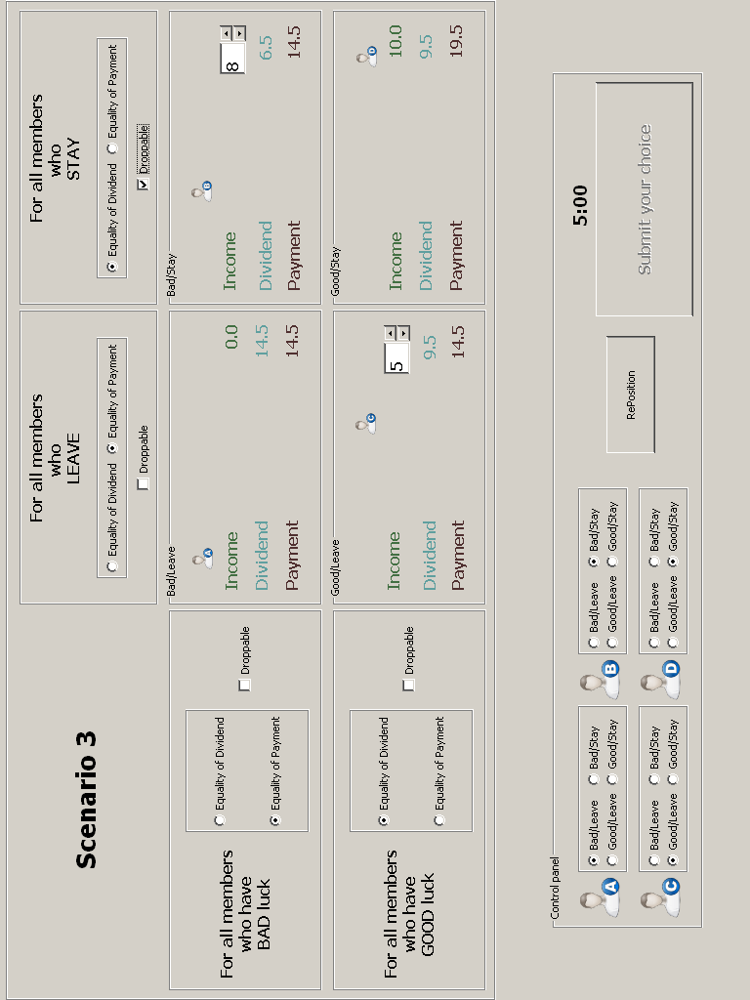 Scenario 3
For all members
who
LEAVE
Equality of Dividend Equality of Payment
Droppable
For all members
who
STAY
Equality of Dividend Equality of Payment
Droppable
For all members
who have
BAD luck
Equality of Dividend
Equality of Payment
Droppable
Bad/Leave
A
Income 0.0
Dividend 14.5
Payment 14.5
Bad/Stay
B
Income 8
Dividend 6.5
Payment 14.5
For all members
who have
GOOD luck
Equality of Dividend
Equality of Payment
Droppable
Good/Leave
C
Income 5
Dividend 9.5
Payment 14.5
Good/Stay
D
Income 10.0
Dividend 9.5
Payment 19.5
Control panel
A
Bad/Leave Bad/Stay
Good/Leave Good/Stay
B
Bad/Leave Bad/Stay
Good/Leave Good/Stay
C
Bad/Leave Bad/Stay
Good/Leave Good/Stay
D
Bad/Leave Bad/Stay
Good/Leave Good/Stay
RePosition
5:00
Submit your choice